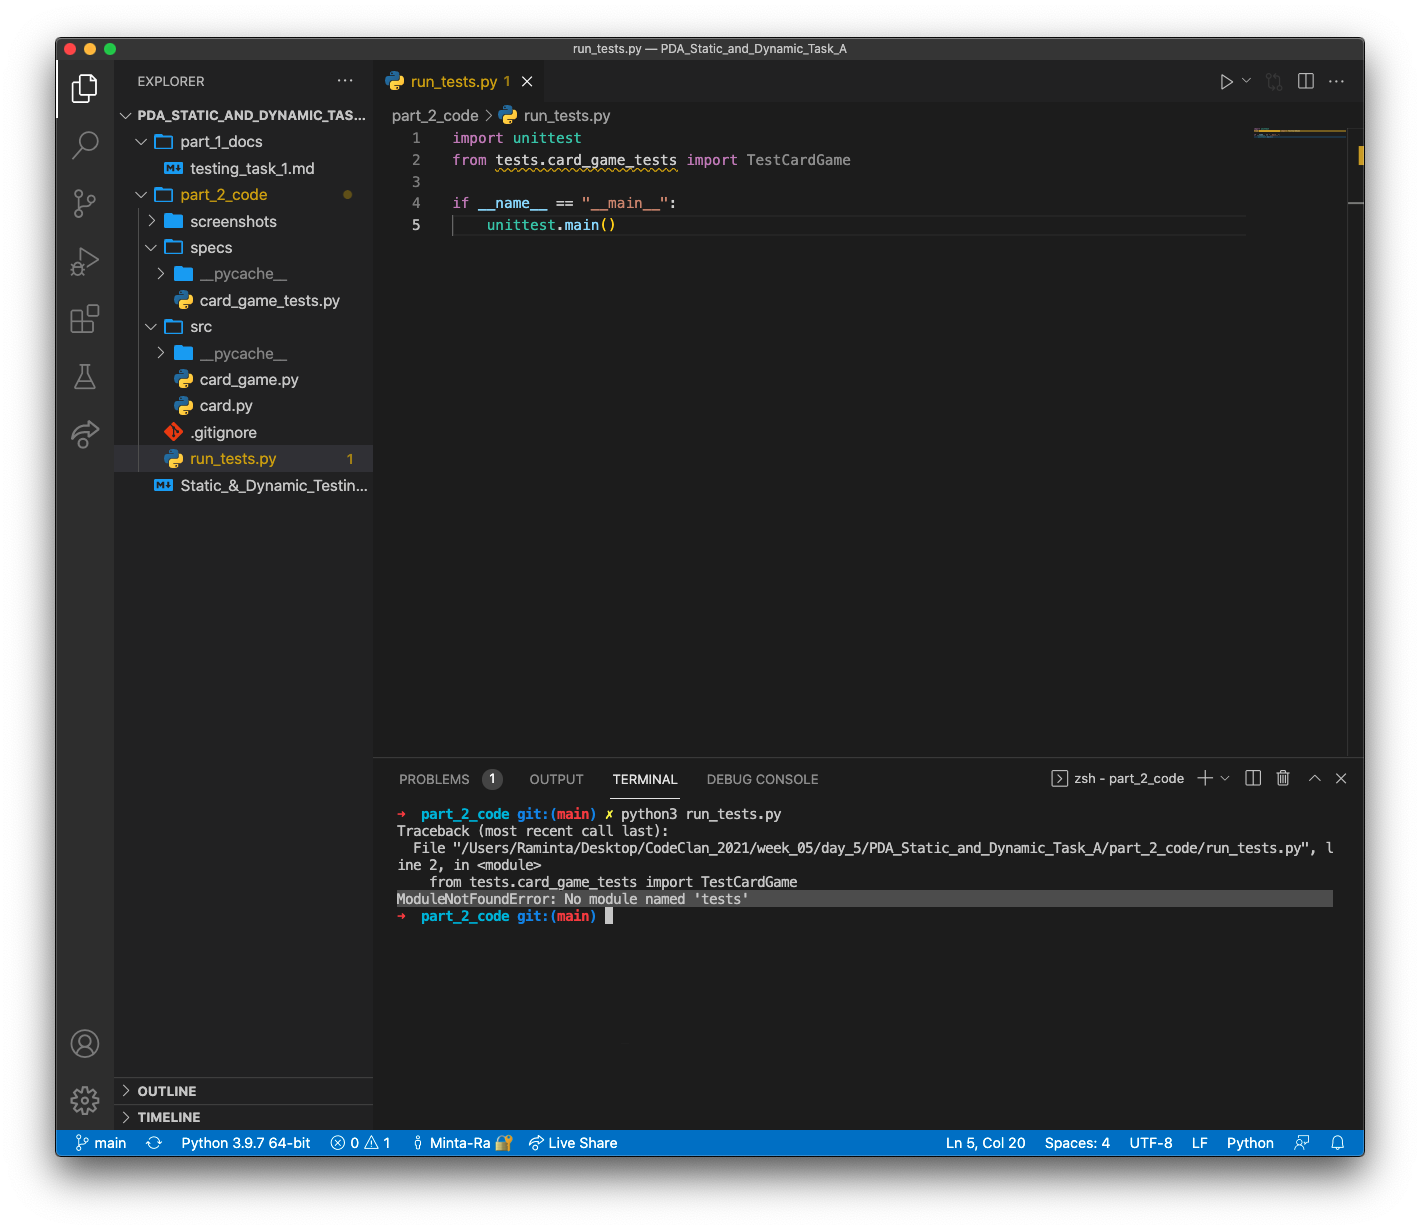 run_tests.py — PDA_Static_and_Dynamic_Task_A
EXPLORER
PDA_STATIC_AND_DYNAMIC_TAS...
part_1_docs
testing_task_1.md
part_2_code
screenshots
specs
__pycache__
card_game_tests.py
src
__pycache__
card_game.py
card.py
.gitignore
run_tests.py 1
Static_&_Dynamic_Testin...
OUTLINE
TIMELINE
run_tests.py 1
part_2_code > run_tests.py
1 import unittest
2 from tests.card_game_tests import TestCardGame
3
4 if __name__ == "__main__":
5 unittest.main()
PROBLEMS 1 OUTPUT TERMINAL DEBUG CONSOLE zsh - part_2_code
➜ part_2_code git:(main) ✗ python3 run_tests.py
Traceback (most recent call last):
File "/Users/Raminta/Desktop/CodeClan_2021/week_05/day_5/PDA_Static_and_Dynamic_Task_A/part_2_code/run_tests.py", l
ine 2, in <module>
from tests.card_game_tests import TestCardGame
ModuleNotFoundError: No module named 'tests'
➜ part_2_code git:(main)
main Python 3.9.7 64-bit 0 1 Minta-Ra Live Share Ln 5, Col 20 Spaces: 4 UTF-8 LF Python